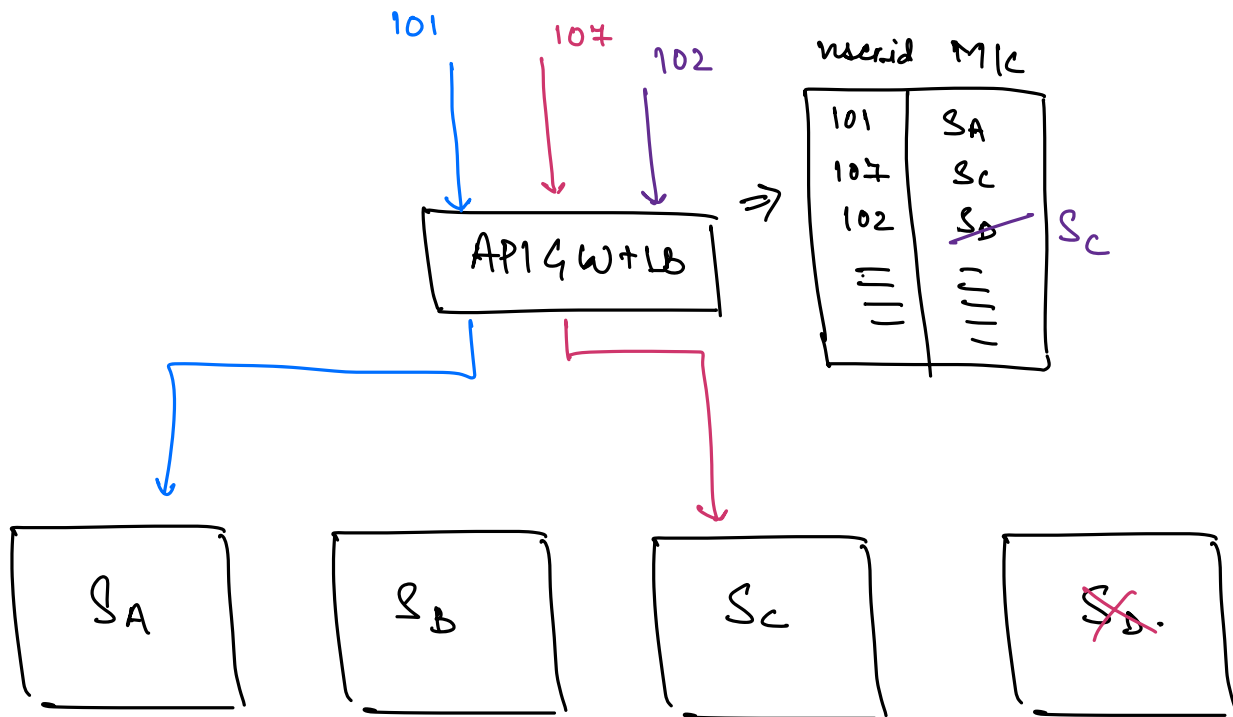 101
107
102
userid M/C
101 SA
107 SC
102 SD SC
API GW+LB
SA
SB
SC
SD.